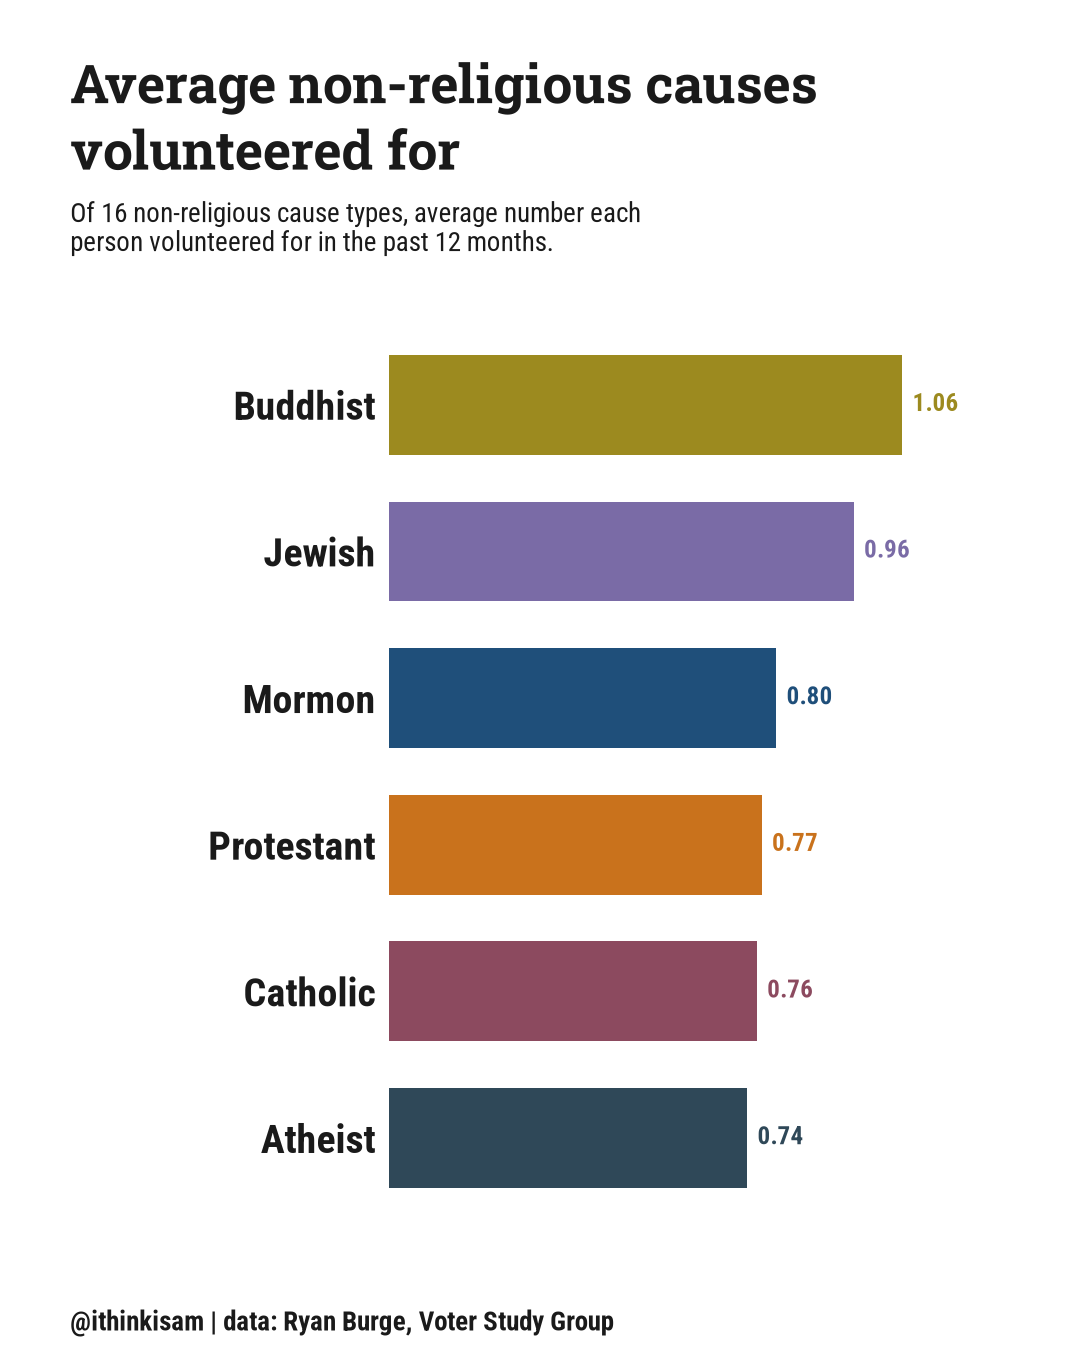 Average non-religious causes
volunteered for
Of 16 non-religious cause types, average number each
person volunteered for in the past 12 months.
Buddhist 1.06
Jewish 0.96
Mormon 0.80
Protestant 0.77
Catholic 0.76
Atheist 0.74
@ithinkisam | data: Ryan Burge, Voter Study Group